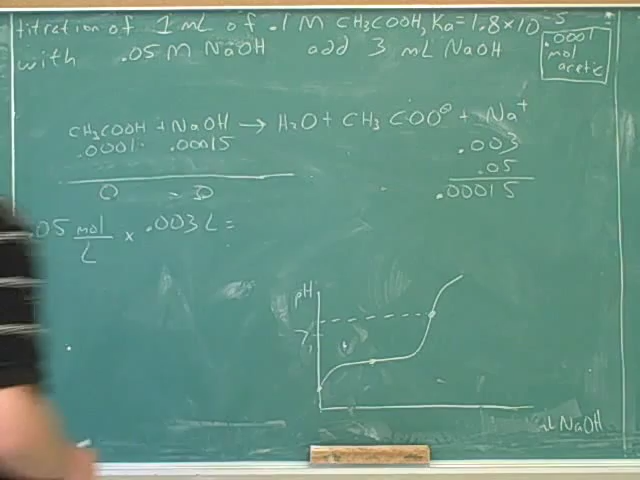 titration of 1 mL of .1 M CH3COOH, Ka = 1.8×10⁻⁵
with .05 M NaOH add 3 mL NaOH
.0001
mol
acetic
CH3COOH + NaOH → H2O + CH3COO⊖ + Na⁺
.0001 .00015
.003
.05
.00015
0
.05 mol/L × .003 L =
pH
7
NaOH